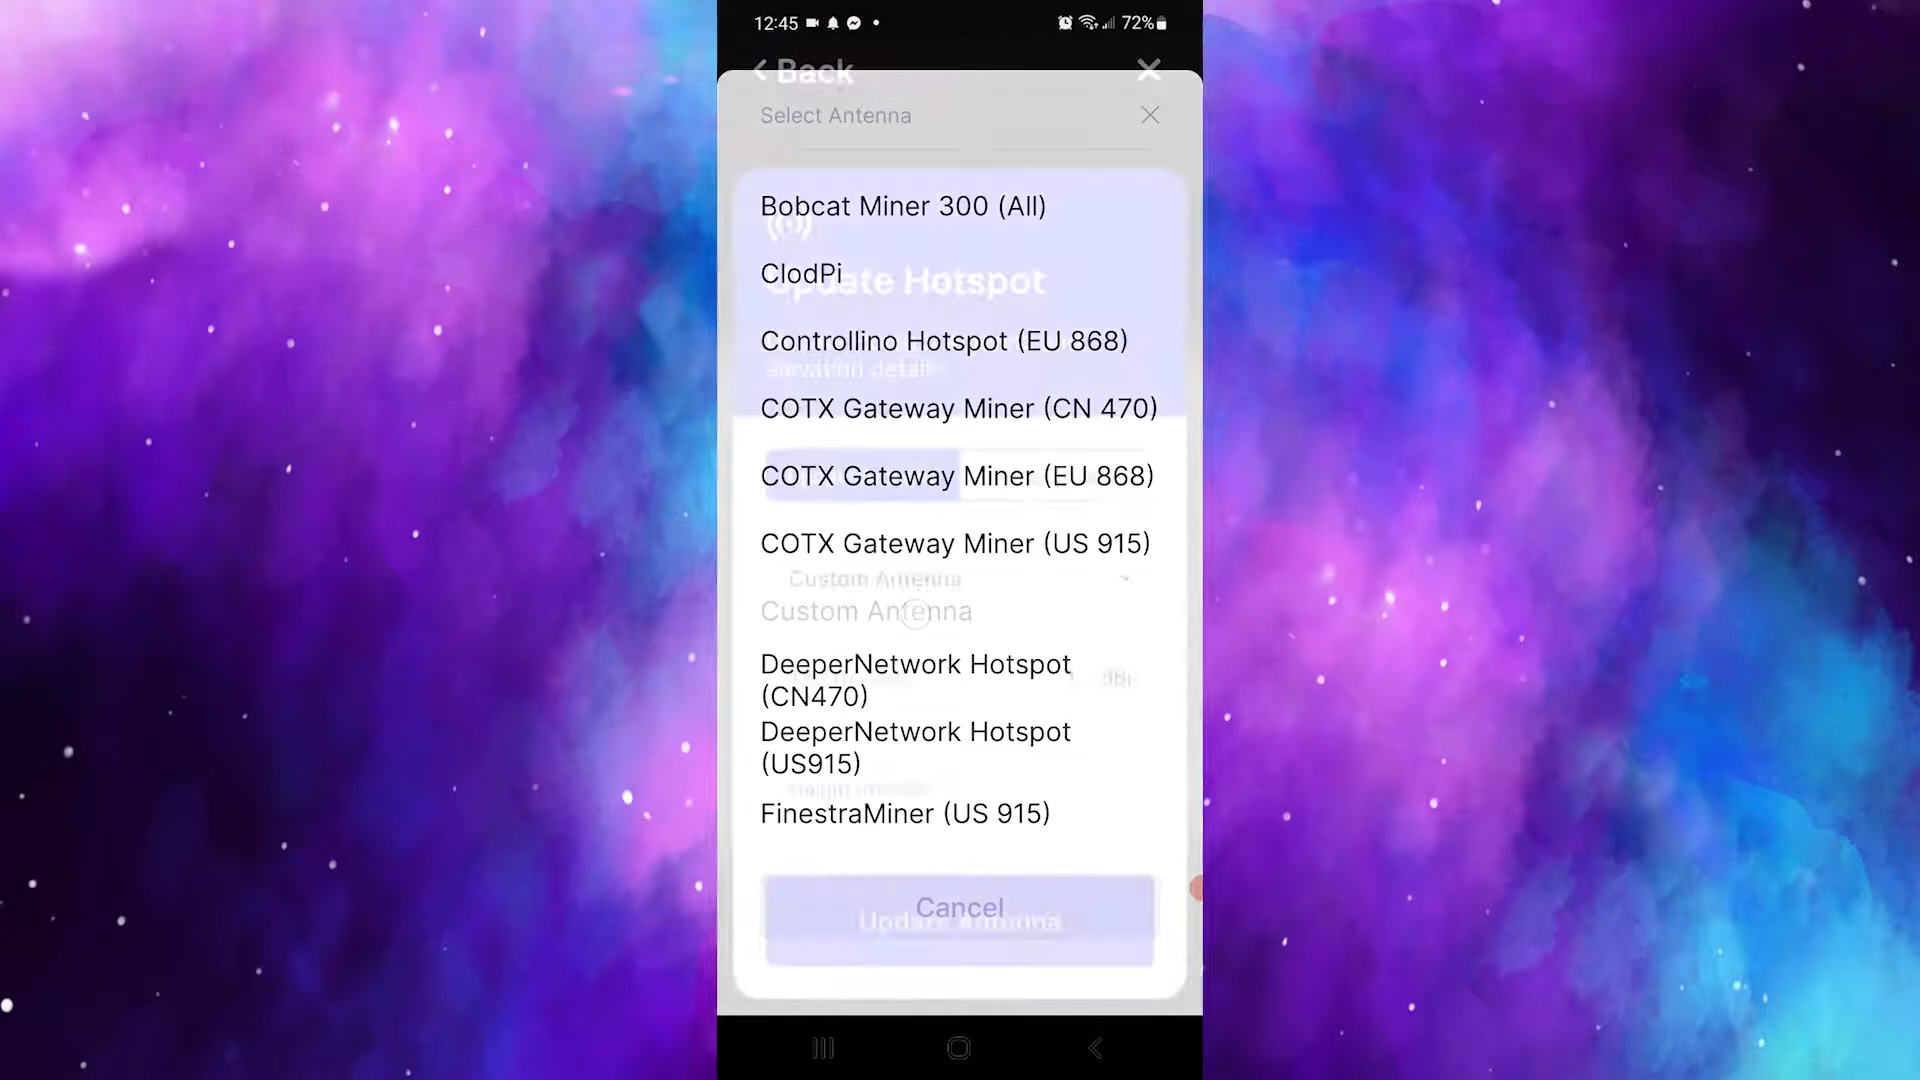 12:45 72%
Back
Select Antenna
Bobcat Miner 300 (All)
ClodPi
Update Hotspot
Controllino Hotspot (EU 868)
COTX Gateway Miner (CN 470)
COTX Gateway Miner (EU 868)
COTX Gateway Miner (US 915)
Custom Antenna
Custom Antenna
DeeperNetwork Hotspot
(CN470)
DeeperNetwork Hotspot
(US915)
FinestraMiner (US 915)
Cancel
Update Antenna